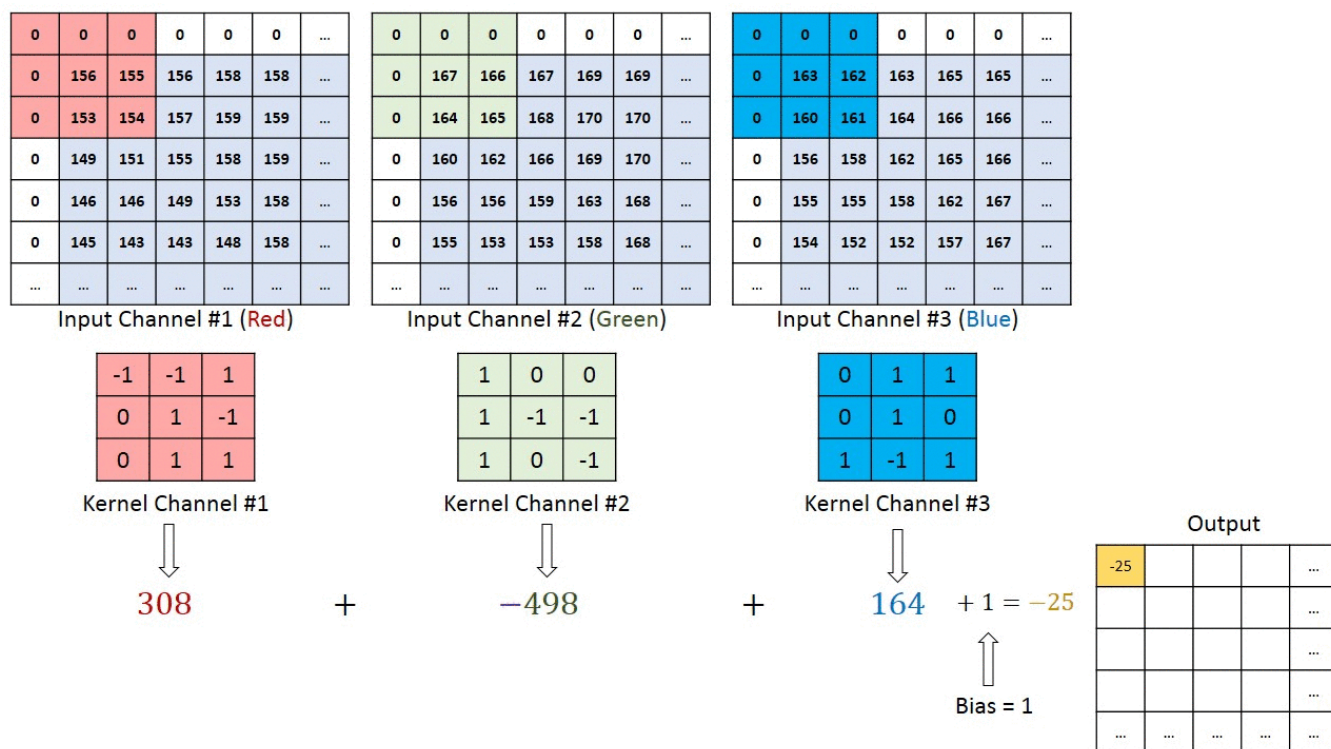 0 0 0 0 0 0 ... 0 0 0 0 0 0 ... 0 0 0 0 0 0 ...
0 156 155 156 158 158 ... 0 167 166 167 169 169 ... 0 163 162 163 165 165 ...
0 153 154 157 159 159 ... 0 164 165 168 170 170 ... 0 160 161 164 166 166 ...
0 149 151 155 158 159 ... 0 160 162 166 169 170 ... 0 156 158 162 165 166 ...
0 146 146 149 153 158 ... 0 156 156 159 163 168 ... 0 155 155 158 162 167 ...
0 145 143 143 148 158 ... 0 155 153 153 158 168 ... 0 154 152 152 157 167 ...
... ... ... ... ... ... ... ... ... ... ... ... ... ... ... ... ... ... ... ... ...
Input Channel #1 (Red) Input Channel #2 (Green) Input Channel #3 (Blue)
-1 -1 1 1 0 0 0 1 1
0 1 -1 1 -1 -1 0 1 0
0 1 1 1 0 -1 1 -1 1
Kernel Channel #1 Kernel Channel #2 Kernel Channel #3
308 + −498 + 164 + 1 = −25
Bias = 1
Output
-25 ...
...
...
...
... ... ... ... ...